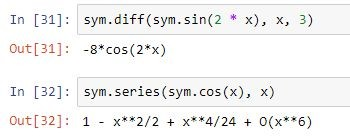 In [31]: sym.diff(sym.sin(2 * x), x, 3)
Out[31]: -8*cos(2*x)
In [32]: sym.series(sym.cos(x), x)
Out[32]: 1 - x**2/2 + x**4/24 + O(x**6)